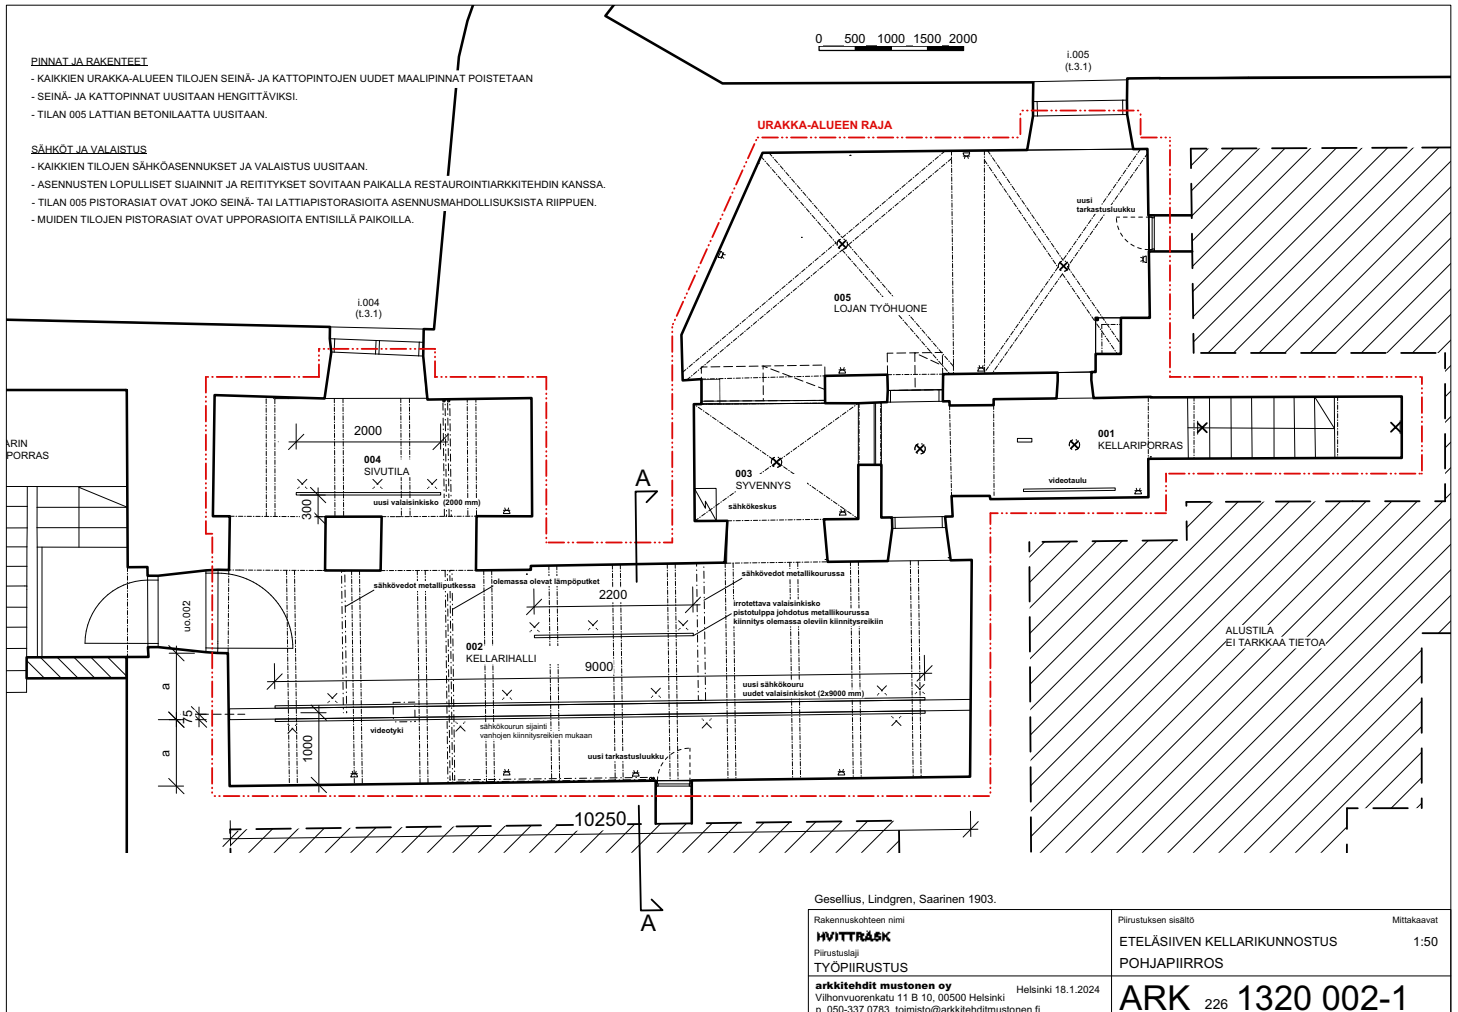 PINNAT JA RAKENTEET
- KAIKKIEN URAKKA-ALUEEN TILOJEN SEINÄ- JA KATTOPINTOJEN UUDET MAALIPINNAT POISTETAAN
- SEINÄ- JA KATTOPINNAT UUSITAAN HENGITTÄVIKSI.
- TILAN 005 LATTIAN BETONILAATTA UUSITAAN.
SÄHKÖT JA VALAISTUS
- KAIKKIEN TILOJEN SÄHKÖASENNUKSET JA VALAISTUS UUSITAAN.
- ASENNUSTEN LOPULLISET SIJAINNIT JA REITITYKSET SOVITAAN PAIKALLA RESTAUROINTIARKKITEHDIN KANSSA.
- TILAN 005 PISTORASIAT OVAT JOKO SEINÄ- TAI LATTIAPISTORASIOITA ASENNUSMAHDOLLISUKSISTA RIIPPUEN.
- MUIDEN TILOJEN PISTORASIAT OVAT UPPORASIOITA ENTISILLÄ PAIKOILLA.
0 500 1000 1500 2000
i.005
(t.3.1)
URAKKA-ALUEEN RAJA
uusi
tarkastusluukku
005
LOJAN TYÖHUONE
i.004
(t.3.1)
ARIN
PORRAS
2000
004
SIVUTILA
uusi valaisinkisko (2000 mm)
300
A
003
SYVENNYS
sähkökeskus
001
KELLARIPORRAS
videotaulu
sähkövedot metalliputkessa
olemassa olevat lämpöputket
sähkövedot metallikourussa
2200
irrotettava valaisinkisko
pistotulppa johdotus metallikourussa
kiinnitys olemassa oleviin kiinnitysreikiin
uo.002
002
KELLARIHALLI
9000
uusi sähkökouru
uudet valaisinkiskot (2x9000 mm)
a
75
a
1000
videotyki
sähkökourun sijainti
vanhojen kiinnitysreikien mukaan
uusi tarkastusluukku
ALUSTILA
EI TARKKAA TIETOA
10250
A
Gesellius, Lindgren, Saarinen 1903.
Rakennuskohteen nimi
HVITTRÄSK
Piirustuslaji
TYÖPIIRUSTUS
Piirustuksen sisältö
Mittakaavat
ETELÄSIIVEN KELLARIKUNNOSTUS
1:50
POHJAPIIRROS
arkkitehdit mustonen oy
Helsinki 18.1.2024
Vilhonvuorenkatu 11 B 10, 00500 Helsinki
p. 050-337 0783, toimisto@arkkitehditmustonen.fi
ARK 226 1320 002-1